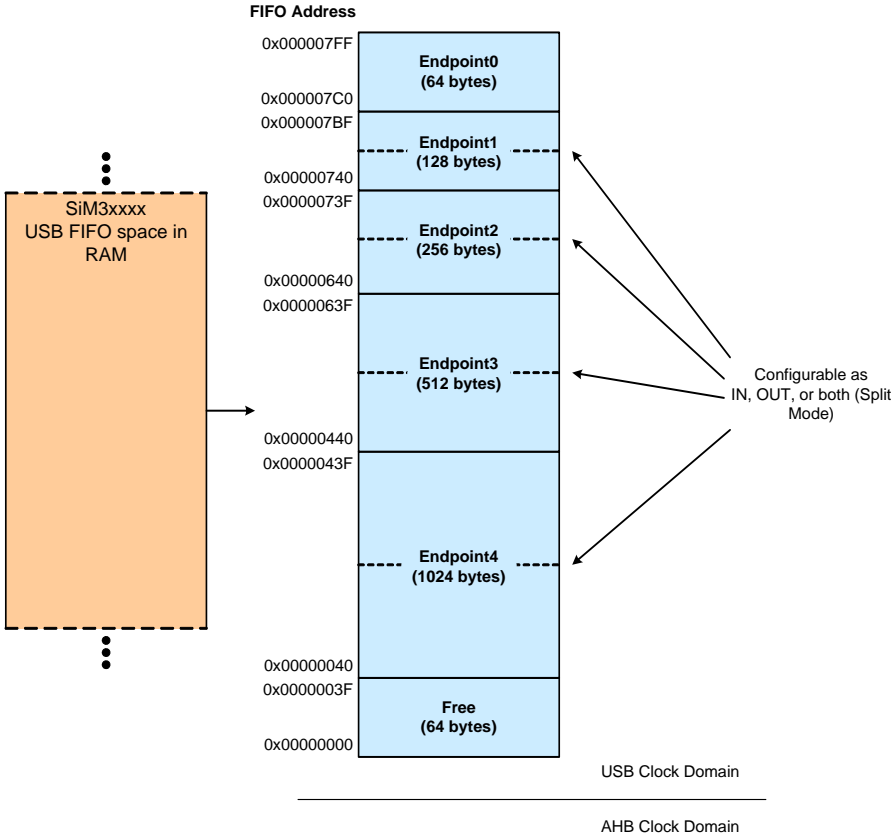 FIFO Address
0x000007FF
Endpoint0
(64 bytes)
0x000007C0
0x000007BF
Endpoint1
(128 bytes)
0x00000740
0x0000073F
SiM3xxxx
USB FIFO space in
RAM
Endpoint2
(256 bytes)
0x00000640
0x0000063F
Endpoint3
(512 bytes)
Configurable as
IN, OUT, or both (Split
Mode)
0x00000440
0x0000043F
Endpoint4
(1024 bytes)
0x00000040
0x0000003F
Free
(64 bytes)
0x00000000
USB Clock Domain
AHB Clock Domain